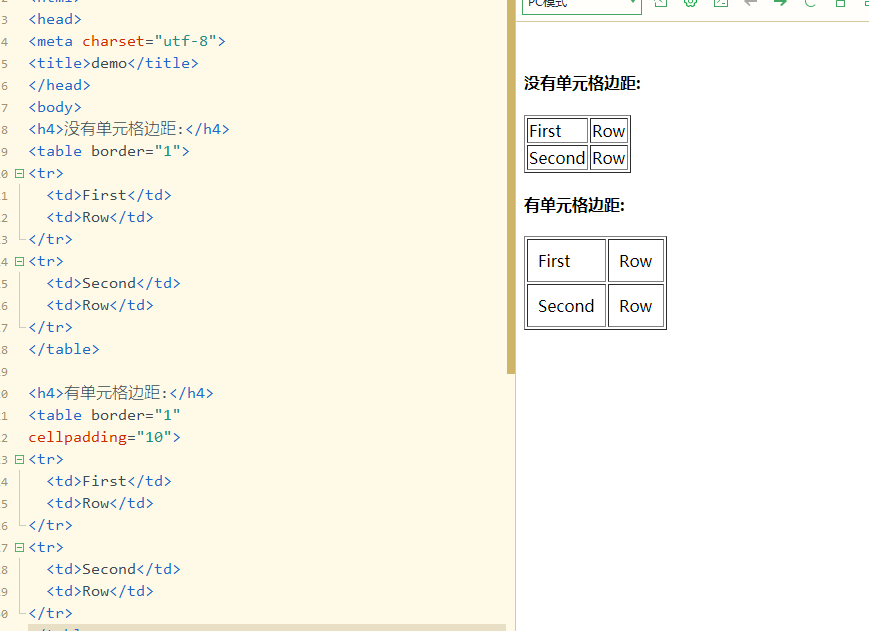 PC模式
<html>
3 <head>
4 <meta charset="utf-8">
5 <title>demo</title>
6 </head>
7 <body>
8 <h4>没有单元格边距:</h4>
9 <table border="1">
0 <tr>
1 <td>First</td>
2 <td>Row</td>
3 </tr>
4 <tr>
5 <td>Second</td>
6 <td>Row</td>
7 </tr>
8 </table>
9
0 <h4>有单元格边距:</h4>
1 <table border="1"
2 cellpadding="10">
3 <tr>
4 <td>First</td>
5 <td>Row</td>
6 </tr>
7 <tr>
8 <td>Second</td>
9 <td>Row</td>
0 </tr>
没有单元格边距:
First Row
Second Row
有单元格边距:
First Row
Second Row